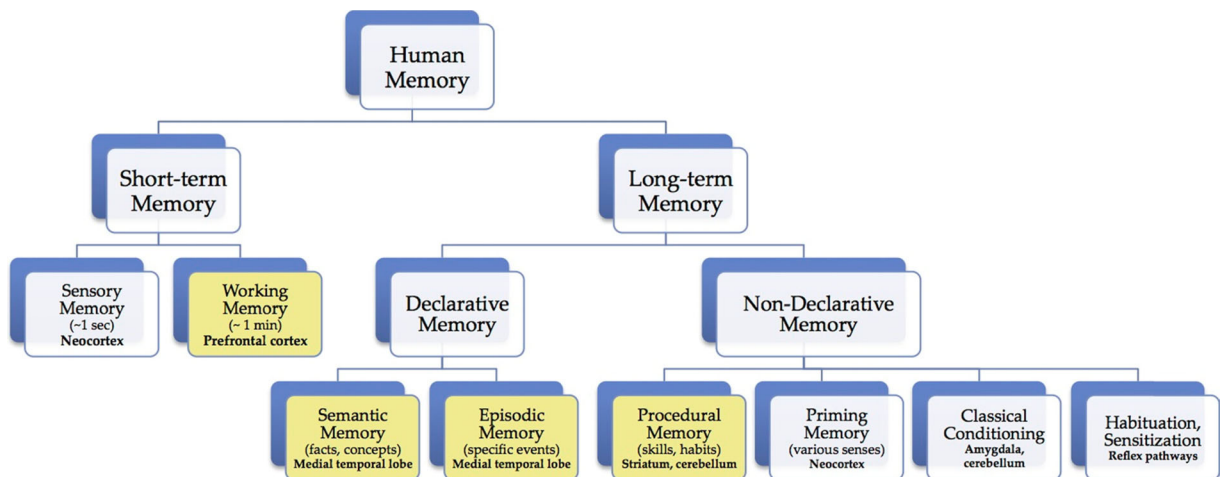 Human
Memory
Short-term
Memory
Long-term
Memory
Sensory
Memory
(~1 sec)
Neocortex
Working
Memory
(~ 1 min)
Prefrontal cortex
Declarative
Memory
Non-Declarative
Memory
Semantic
Memory
(facts, concepts)
Medial temporal lobe
Episodic
Memory
(specific events)
Medial temporal lobe
Procedural
Memory
(skills, habits)
Striatum, cerebellum
Priming
Memory
(various senses)
Neocortex
Classical
Conditioning
Amygdala,
cerebellum
Habituation,
Sensitization
Reflex pathways